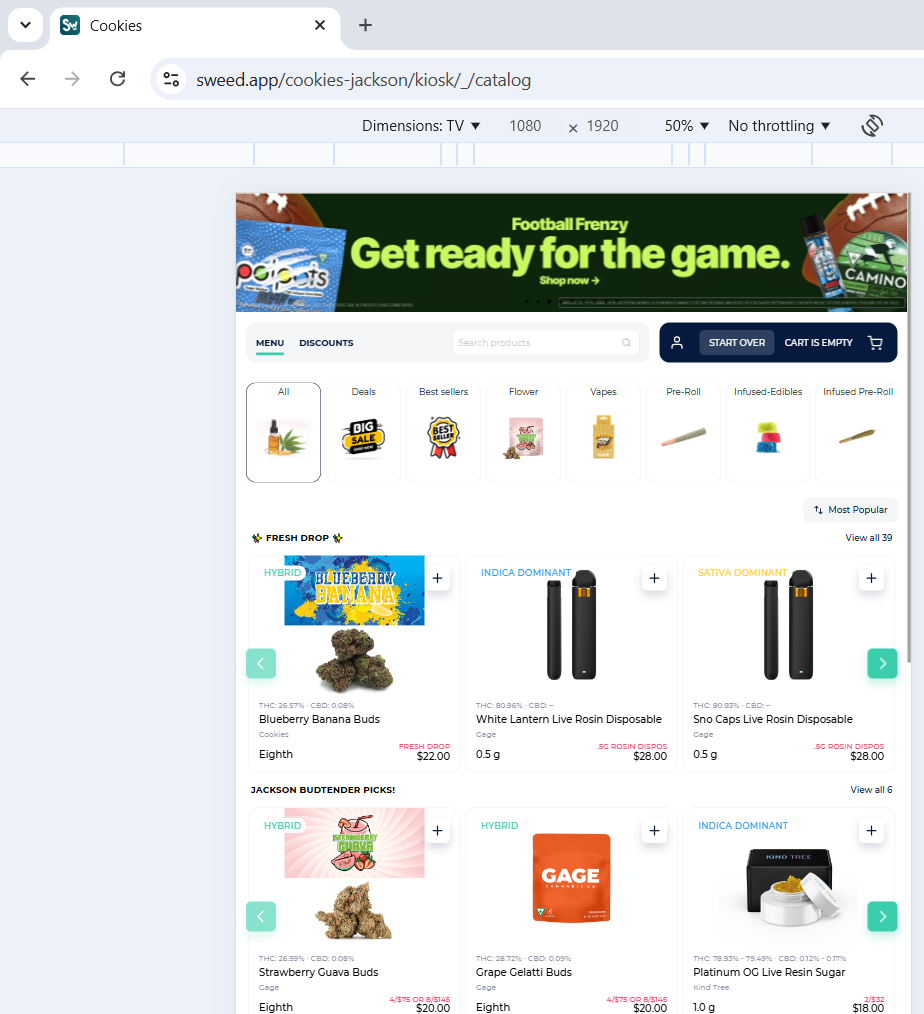 Cookies
sweed.app/cookies-jackson/kiosk/_/catalog
Dimensions: TV 1080 × 1920 50% No throttling
Football Frenzy
Get ready for the game.
Shop now →
CAMINO
MENU DISCOUNTS Search products START OVER CART IS EMPTY
All Deals Best sellers Flower Vapes Pre-Roll Infused-Edibles Infused Pre-Roll
BIG SALE
BEST SELLER
Most Popular
FRESH DROP View all 39
HYBRID INDICA DOMINANT SATIVA DOMINANT
BLUEBERRY
BANANA
THC: 26.57% · CBD: 0.08% THC: 80.96% · CBD: – THC: 80.93% · CBD: –
Blueberry Banana Buds White Lantern Live Rosin Disposable Sno Caps Live Rosin Disposable
Cookies Gage Gage
FRESH DROP .5G ROSIN DISPOS .5G ROSIN DISPOS
Eighth $22.00 0.5 g $28.00 0.5 g $28.00
JACKSON BUDTENDER PICKS! View all 6
HYBRID HYBRID INDICA DOMINANT
STRAWBERRY
GUAVA
GAGE
CANNABIS CO
KIND TREE
THC: 26.59% · CBD: 0.08% THC: 28.72% · CBD: 0.09% THC: 78.93% - 79.49% · CBD: 0.12% - 0.17%
Strawberry Guava Buds Grape Gelatti Buds Platinum OG Live Resin Sugar
Gage Gage Kind Tree
4/$75 OR 8/$145 4/$75 OR 8/$145 2/$32
Eighth $20.00 Eighth $20.00 1.0 g $18.00